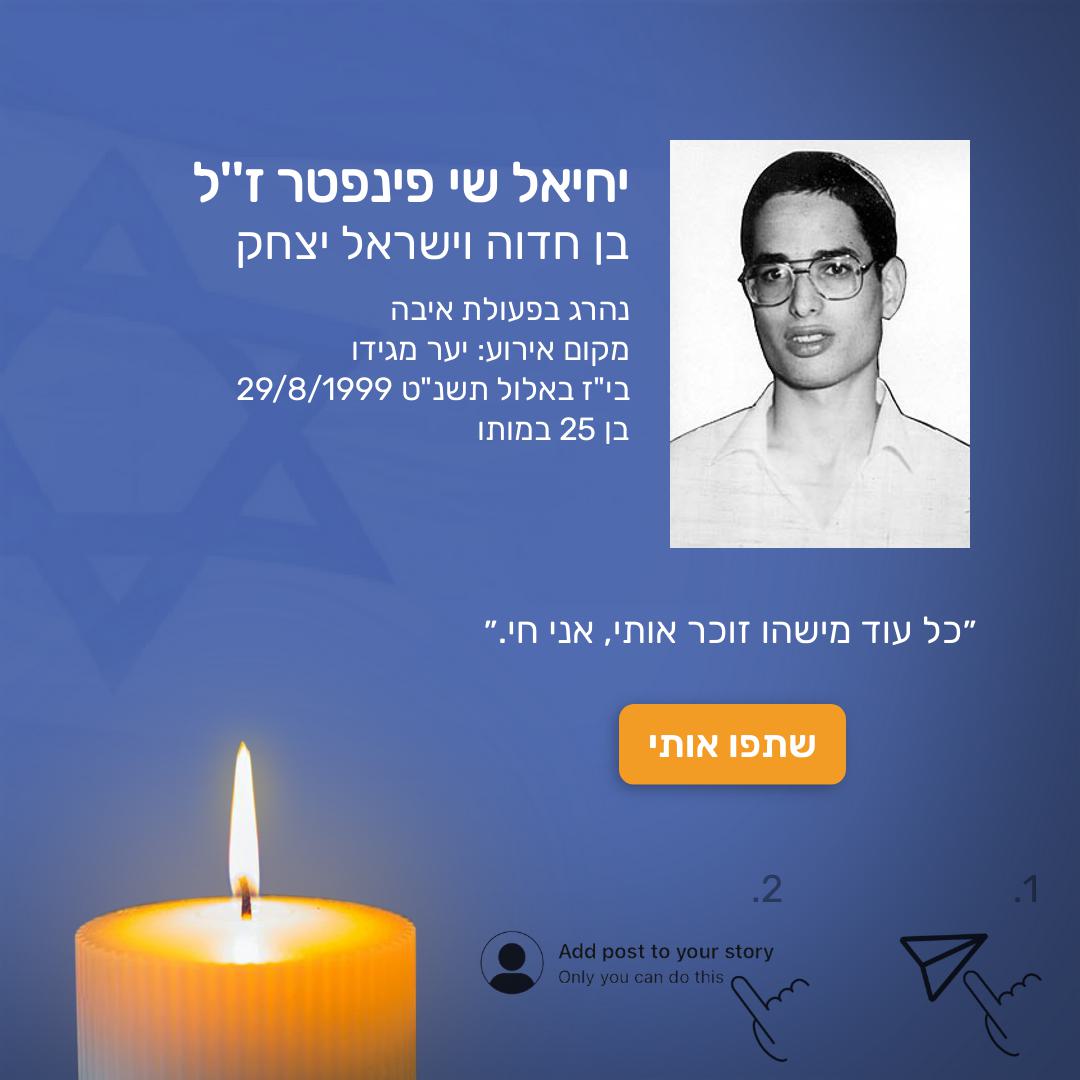 יחיאל שי פינפטר ז"ל
בן חדוה וישראל יצחק
נהרג בפעולת איבה
מקום אירוע: יער מגידו
בי"ז באלול תשנ"ט 29/8/1999
בן 25 במותו
״כל עוד מישהו זוכר אותי, אני חי.״
שתפו אותי
1.
2.
Add post to your story
Only you can do this